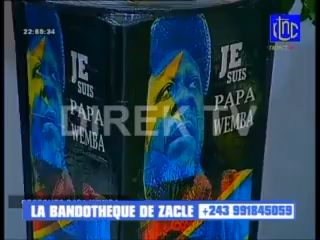 22:58:34
DIRECT
JE
SUIS
PAPA
WEMBA
JE
SUIS
PAPA
WEMBA
DIREK TV
LA BANDOTHEQUE DE ZACLE +243 991845059